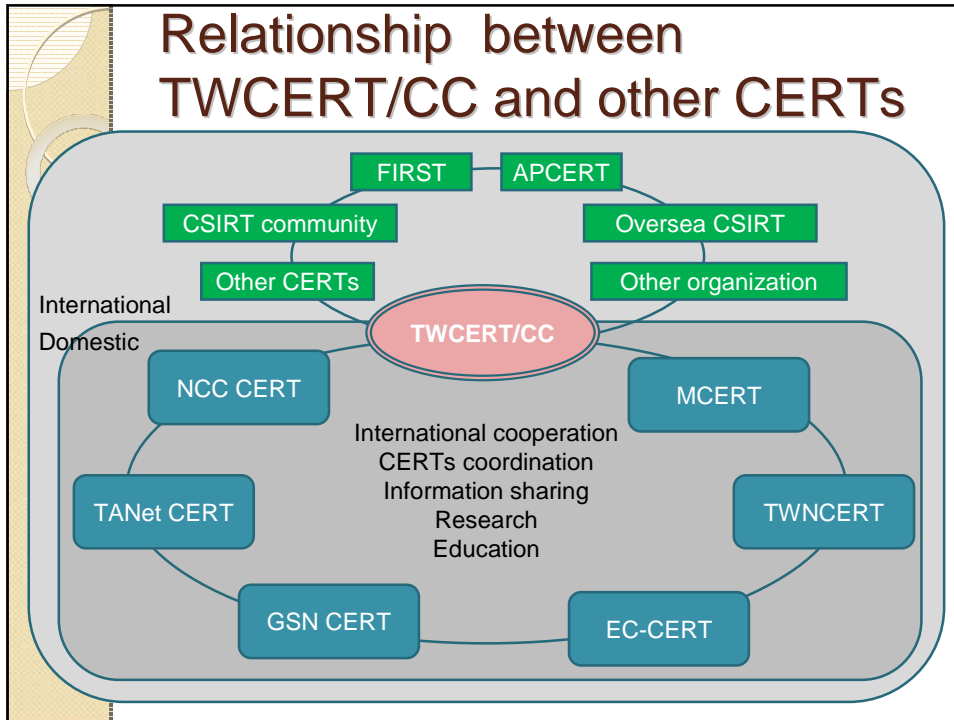 Relationship between
TWCERT/CC and other CERTs
FIRST
APCERT
CSIRT community
Oversea CSIRT
Other CERTs
Other organization
International
TWCERT/CC
Domestic
NCC CERT
MCERT
International cooperation
CERTs coordination
Information sharing
Research
Education
TANet CERT
TWNCERT
GSN CERT
EC-CERT